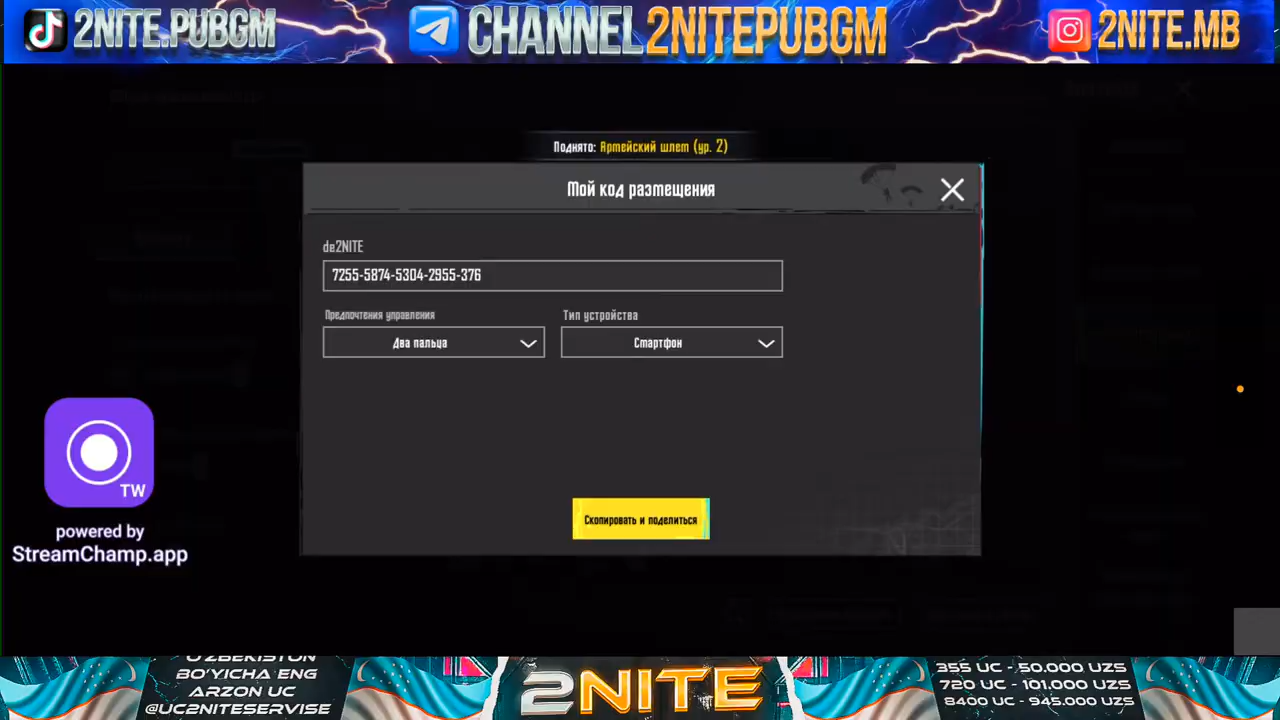 2NITE.PUBGM
CHANNEL2NITEPUBGM
2NITE.MB
Поднято: Армейский шлем (ур. 2)
Мой код размещения
de2NITE
7255-5874-5304-2955-376
Предпочтения управления
Тип устройства
Два пальца
Смартфон
Скопировать и поделиться
TW
powered by
StreamChamp.app
O'ZBEKISTON
BO'YICHA ENG
ARZON UC
@UC2NITESERVISE
2NITE
355 UC - 50.000 UZS
720 UC - 101.000 UZS
8400 UC - 945.000 UZS